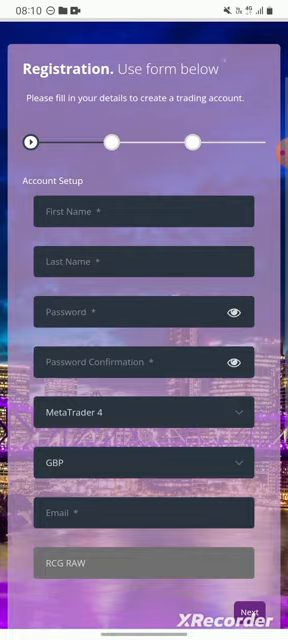 08:10
4G
Registration. Use form below
Please fill in your details to create a trading account.
Account Setup
First Name *
Last Name *
Password *
Password Confirmation *
MetaTrader 4
GBP
Email *
RCG RAW
Next
XRecorder